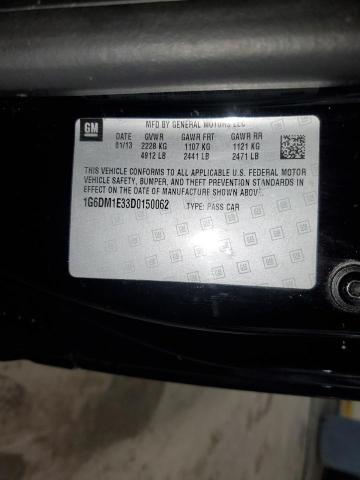 GM
MFD BY GENERAL MOTORS LLC
DATE GVWR GAWR FRT GAWR RR
01/13 2228 KG 1107 KG 1121 KG
4912 LB 2441 LB 2471 LB
THIS VEHICLE CONFORMS TO ALL APPLICABLE U.S. FEDERAL MOTOR
VEHICLE SAFETY, BUMPER, AND THEFT PREVENTION STANDARDS
IN EFFECT ON THE DATE OF MANUFACTURE SHOWN ABOVE.
1G6DM1E33D0150062 TYPE: PASS CAR